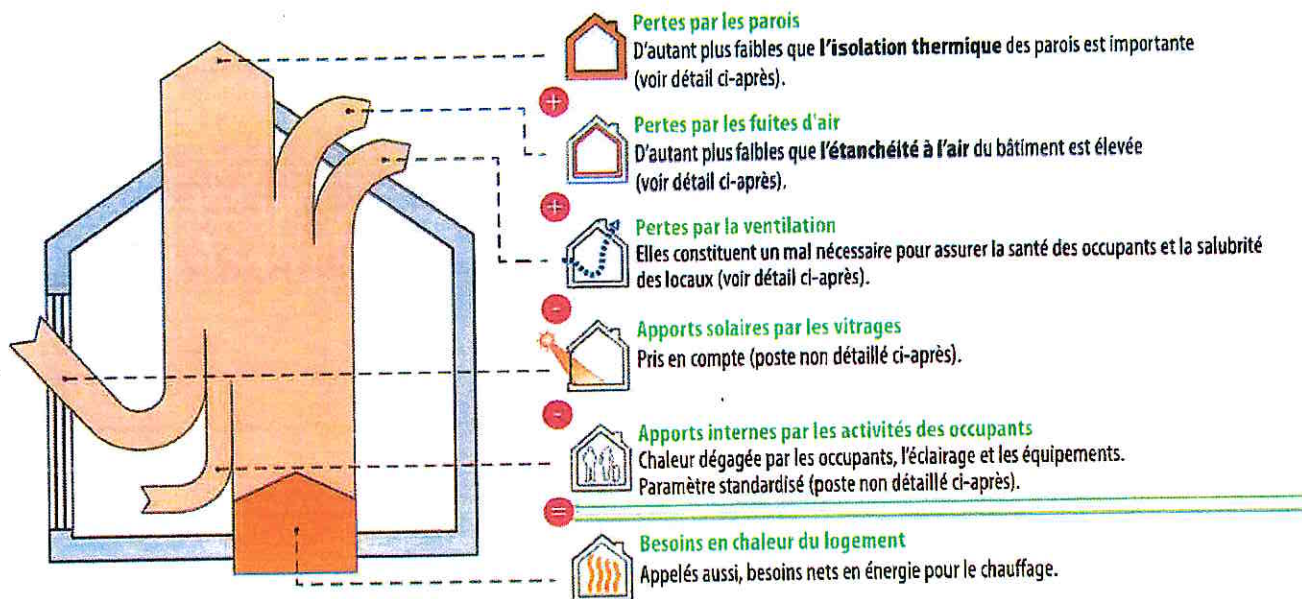 Pertes par les parois
D'autant plus faibles que l'isolation thermique des parois est importante
(voir détail ci-après).
+
Pertes par les fuites d'air
D'autant plus faibles que l'étanchéité à l'air du bâtiment est élevée
(voir détail ci-après).
+
Pertes par la ventilation
Elles constituent un mal nécessaire pour assurer la santé des occupants et la salubrité
des locaux (voir détail ci-après).
-
Apports solaires par les vitrages
Pris en compte (poste non détaillé ci-après).
-
Apports internes par les activités des occupants
Chaleur dégagée par les occupants, l'éclairage et les équipements.
Paramètre standardisé (poste non détaillé ci-après).
=
Besoins en chaleur du logement
Appelés aussi, besoins nets en énergie pour le chauffage.